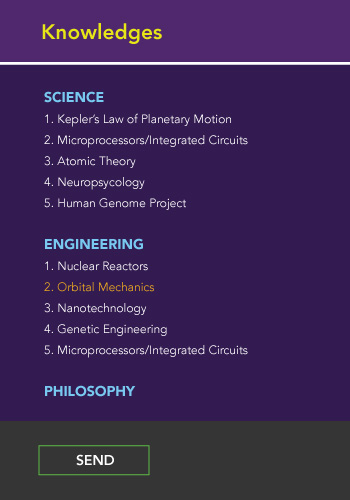 Knowledges
SCIENCE
1. Kepler's Law of Planetary Motion
2. Microprocessors/Integrated Circuits
3. Atomic Theory
4. Neuropsycology
5. Human Genome Project
ENGINEERING
1. Nuclear Reactors
2. Orbital Mechanics
3. Nanotechnology
4. Genetic Engineering
5. Microprocessors/Integrated Circuits
PHILOSOPHY
SEND